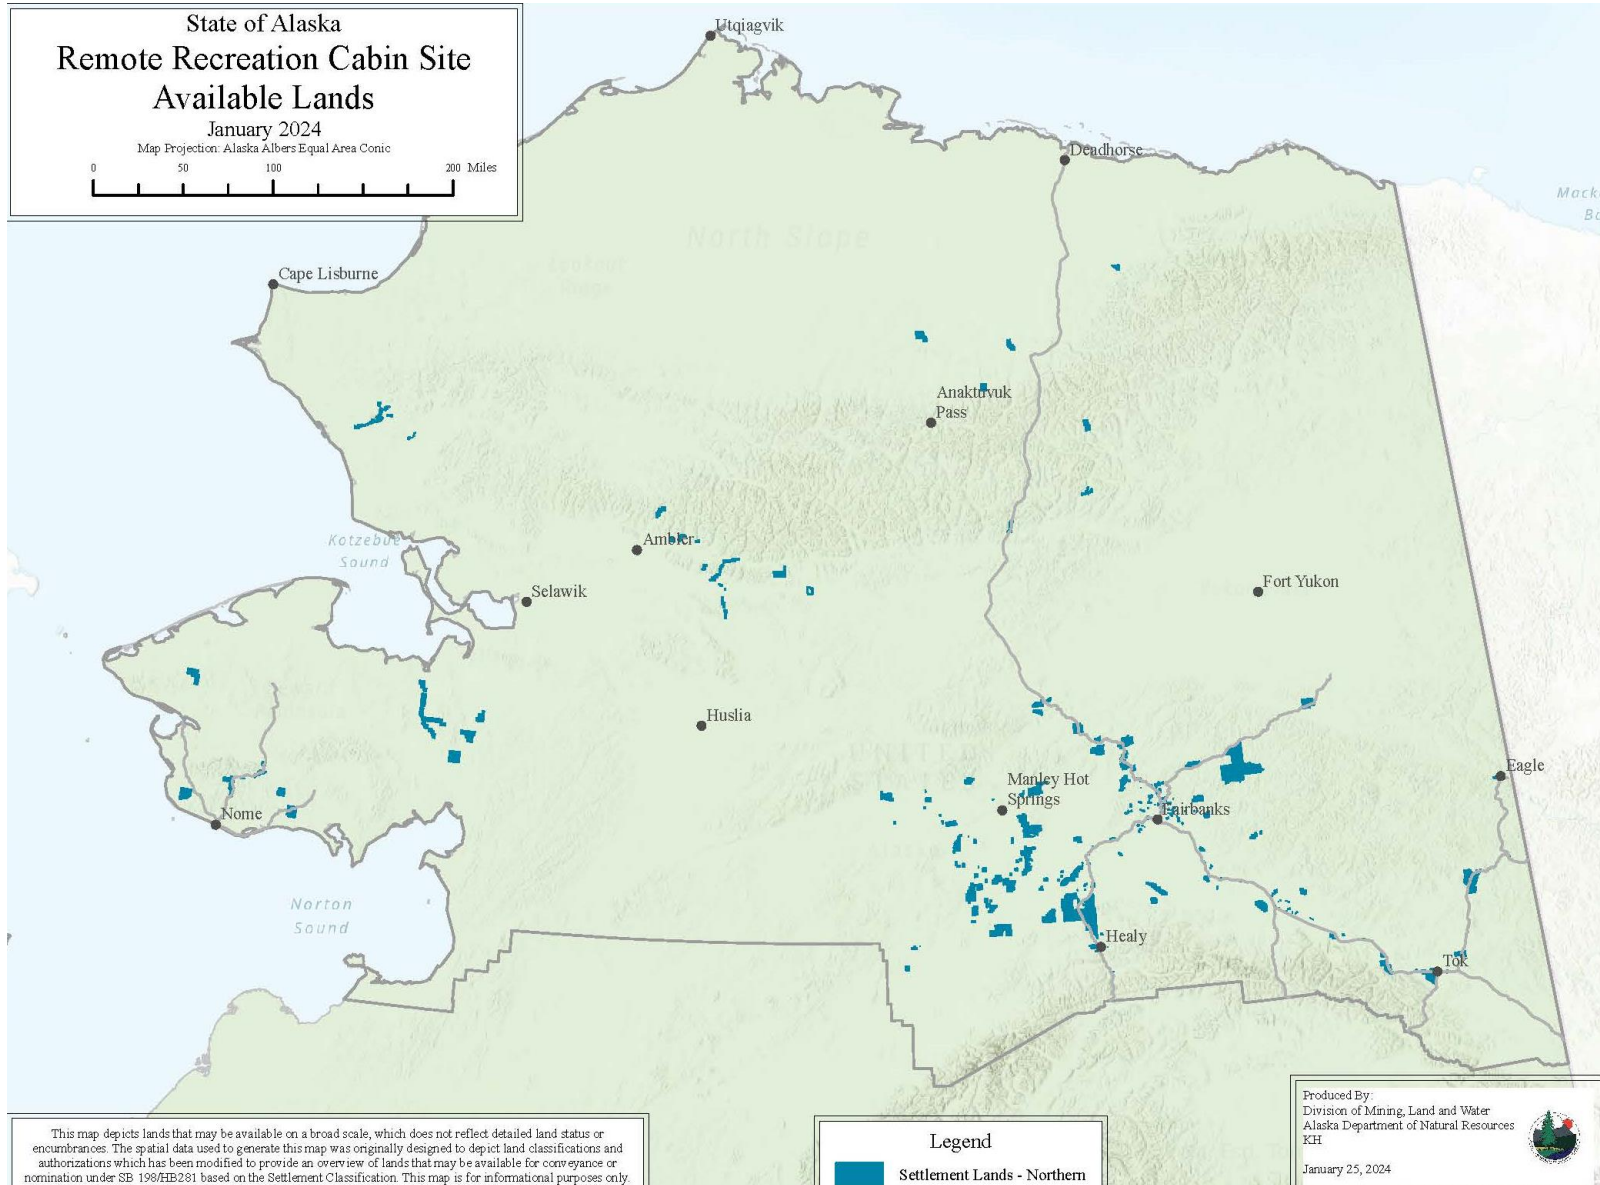 State of Alaska
Remote Recreation Cabin Site
Available Lands
January 2024
Map Projection: Alaska Albers Equal Area Conic
0 50 100 200 Miles
Utqiagvik
Deadhorse
Mack
Ba
North Slope
Lookout
Ridge
Cape Lisburne
Anaktuvuk
Pass
Kotzebue
Sound
Ambler
Selawik
Fort Yukon
Huslia
UNITED
Manley Hot
Springs
Eagle
Nome
Fairbanks
Norton
Sound
Healy
Tok
This map depicts lands that may be available on a broad scale, which does not reflect detailed land status or
encumbrances. The spatial data used to generate this map was originally designed to depict land classifications and
authorizations which has been modified to provide an overview of lands that may be available for conveyance or
nomination under SB 198/HB281 based on the Settlement Classification. This map is for informational purposes only.
Legend
Settlement Lands - Northern
Produced By:
Division of Mining, Land and Water
Alaska Department of Natural Resources
KH
January 25, 2024